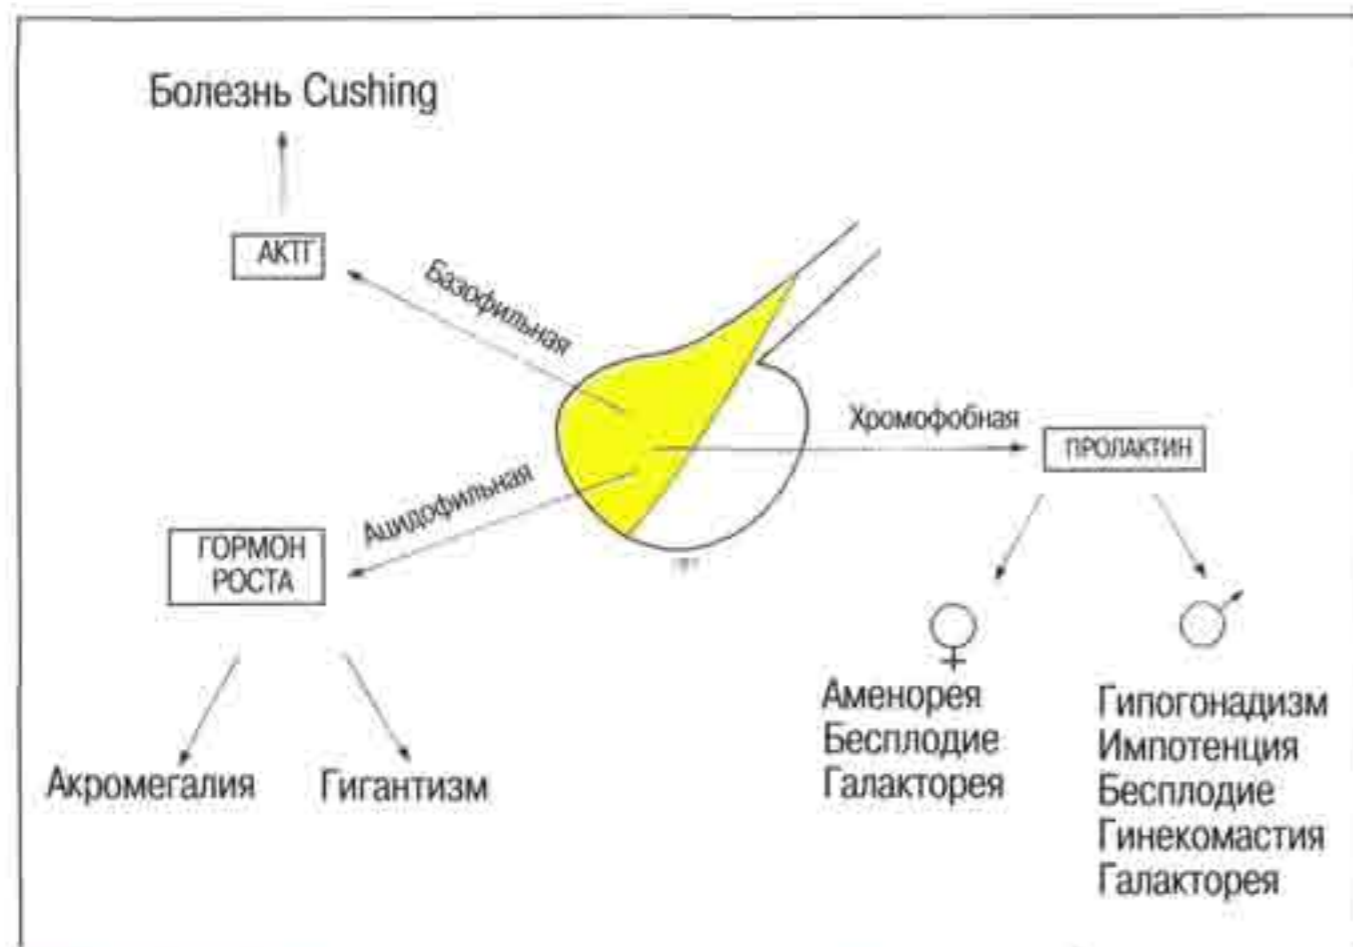 Болезнь Cushing
АКТГ
Базофильная
Хромофобная
ПРОЛАКТИН
Ацидофильная
ГОРМОН
РОСТА
Акромегалия
Гигантизм
Аменорея
Бесплодие
Галакторея
Гипогонадизм
Импотенция
Бесплодие
Гинекомастия
Галакторея